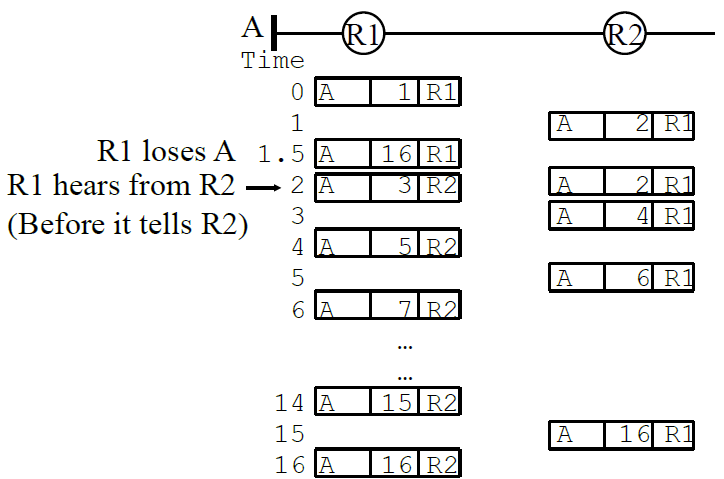 A R1 R2
Time
0 A 1 R1
1 A 2 R1
R1 loses A 1.5 A 16 R1
R1 hears from R2 2 A 3 R2 A 2 R1
(Before it tells R2) 3 A 4 R1
4 A 5 R2
5 A 6 R1
6 A 7 R2
…
…
14 A 15 R2
15 A 16 R1
16 A 16 R2